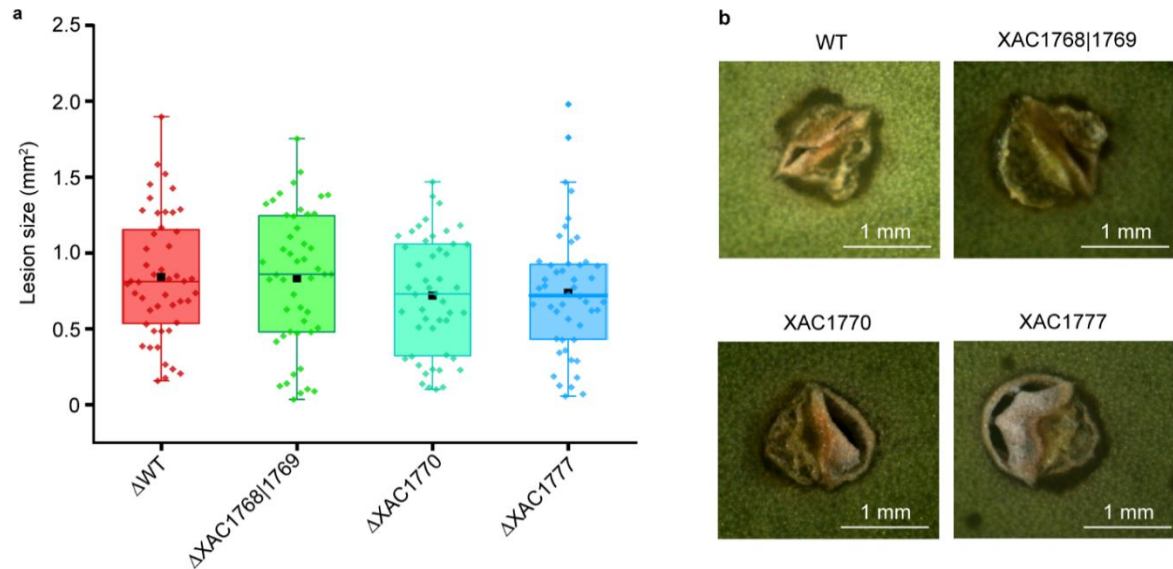 a
2.5
2.0
1.5
1.0
0.5
0
Lesion size (mm²)
ΔWT
ΔXAC1768|1769
ΔXAC1770
ΔXAC1777
b
WT
XAC1768|1769
1 mm
1 mm
XAC1770
XAC1777
1 mm
1 mm